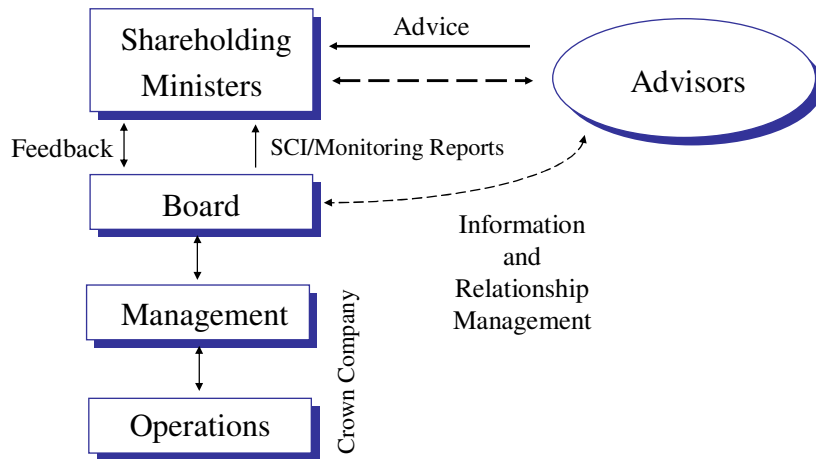 Shareholding
Ministers
Advice
Advisors
Feedback
SCI/Monitoring Reports
Board
Information
and
Relationship
Management
Management
Crown Company
Operations